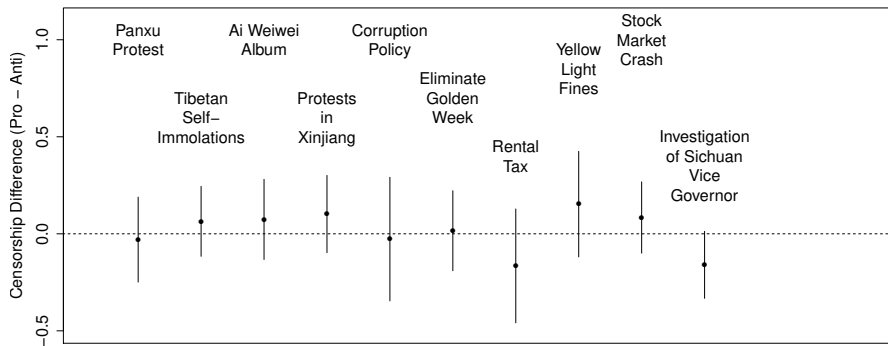 Censorship Difference (Pro − Anti)
1.0
0.5
0.0
−0.5
Panxu
Protest
Tibetan
Self−
Immolations
Ai Weiwei
Album
Protests
in
Xinjiang
Corruption
Policy
Eliminate
Golden
Week
Rental
Tax
Yellow
Light
Fines
Stock
Market
Crash
Investigation
of Sichuan
Vice
Governor